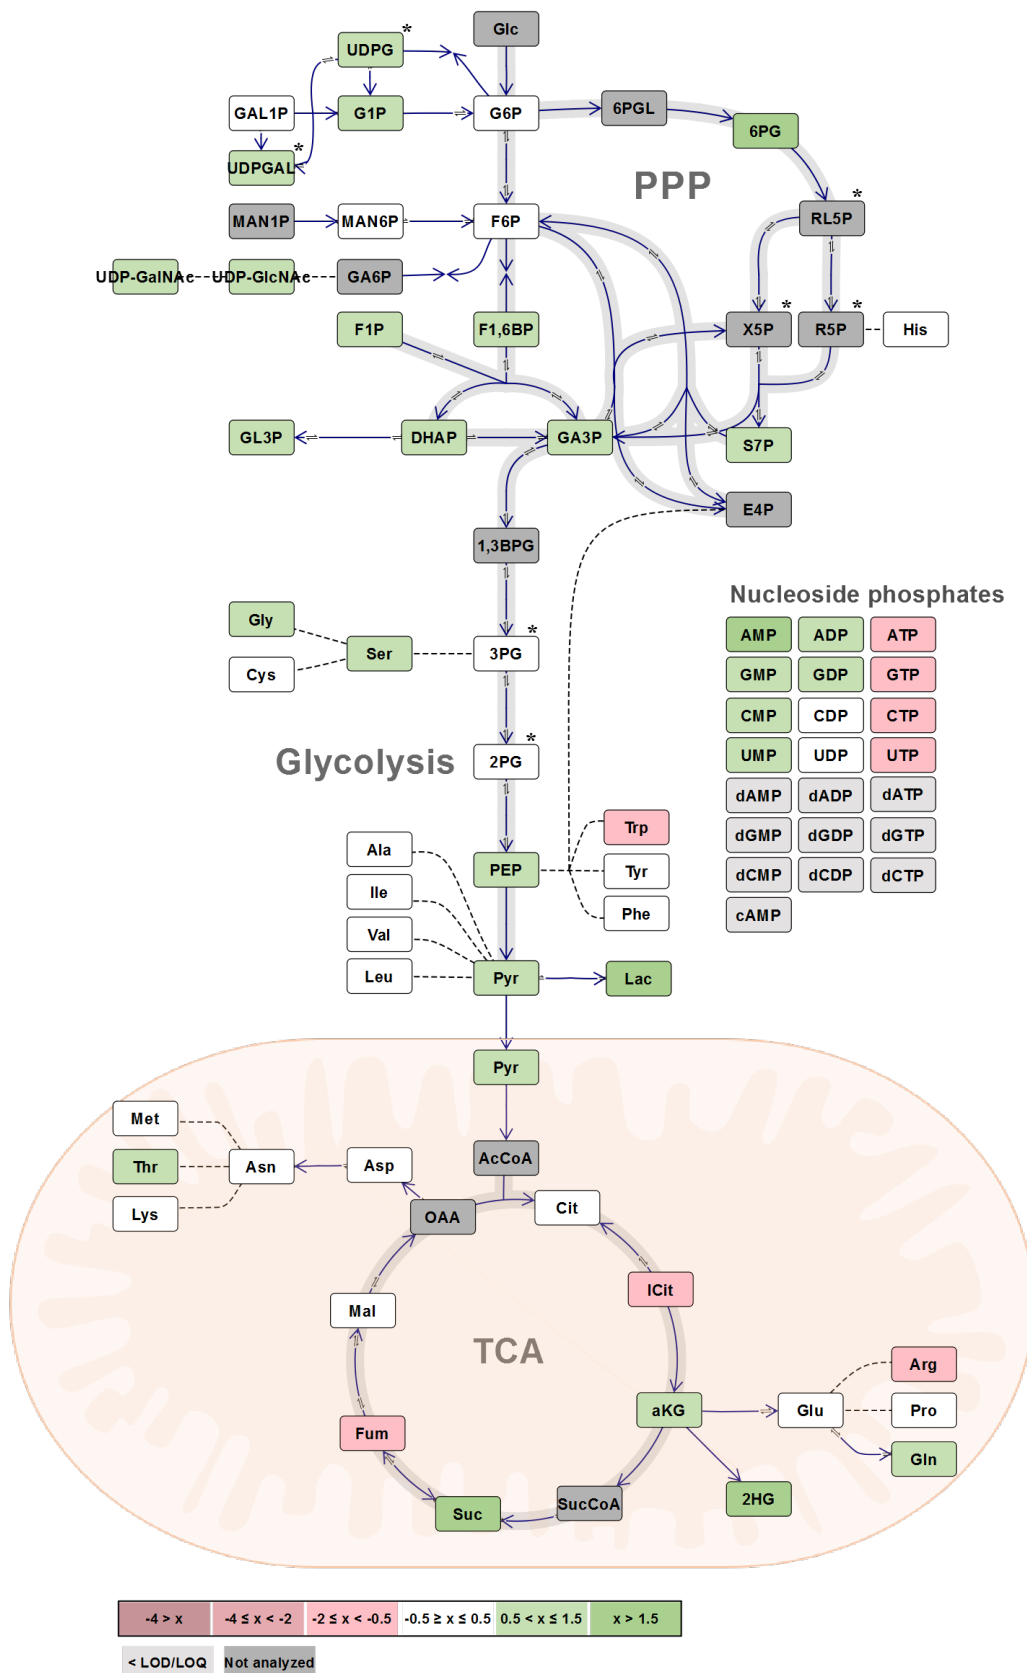 Glc
*
UDPG
GAL1P
G1P
G6P
6PGL
6PG
*
UDPGAL
PPP
*
MAN1P
MAN6P
F6P
RL5P
UDP-GalNAc
UDP-GlcNAc
GA6P
*
*
F1P
F1,6BP
X5P
R5P
His
GL3P
DHAP
GA3P
S7P
E4P
1,3BPG
Nucleoside phosphates
Gly
Ser
Cys
*
3PG
AMP
ADP
ATP
GMP
GDP
GTP
CMP
CDP
CTP
UMP
UDP
UTP
dAMP
dADP
dATP
dGMP
dGDP
dGTP
dCMP
dCDP
dCTP
cAMP
Glycolysis
*
2PG
Ala
Ile
Val
Leu
PEP
Trp
Tyr
Phe
Pyr
Lac
Pyr
Met
Thr
Lys
Asn
Asp
AcCoA
OAA
Cit
ICit
Mal
TCA
Arg
aKG
Glu
Pro
Gln
Fum
2HG
Suc
SucCoA
-4 > x
-4 ≤ x < -2
-2 ≤ x < -0.5
-0.5 ≥ x ≤ 0.5
0.5 < x ≤ 1.5
x > 1.5
< LOD/LOQ
Not analyzed